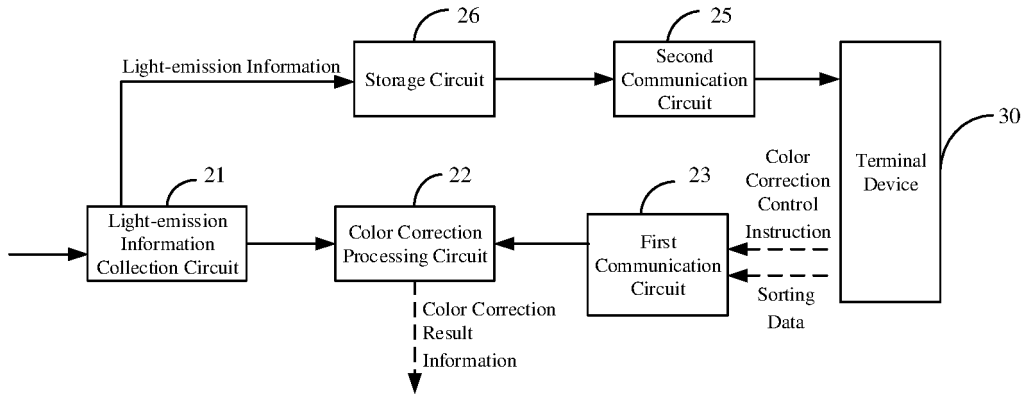 26
25
Light-emission Information
Storage Circuit
Second
Communication
Circuit
30
21
22
23
Color
Correction
Control
Instruction
Terminal
Device
Light-emission
Information
Collection Circuit
Color Correction
Processing Circuit
First
Communication
Circuit
Sorting
Data
Color Correction
Result
Information